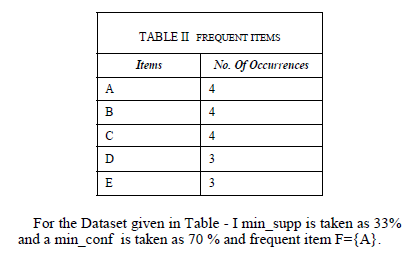 TABLE II FREQUENT ITEMS
Items No. Of Occurrences
A 4
B 4
C 4
D 3
E 3
For the Dataset given in Table - I min_supp is taken as 33%
and a min_conf is taken as 70 % and frequent item F={A}.